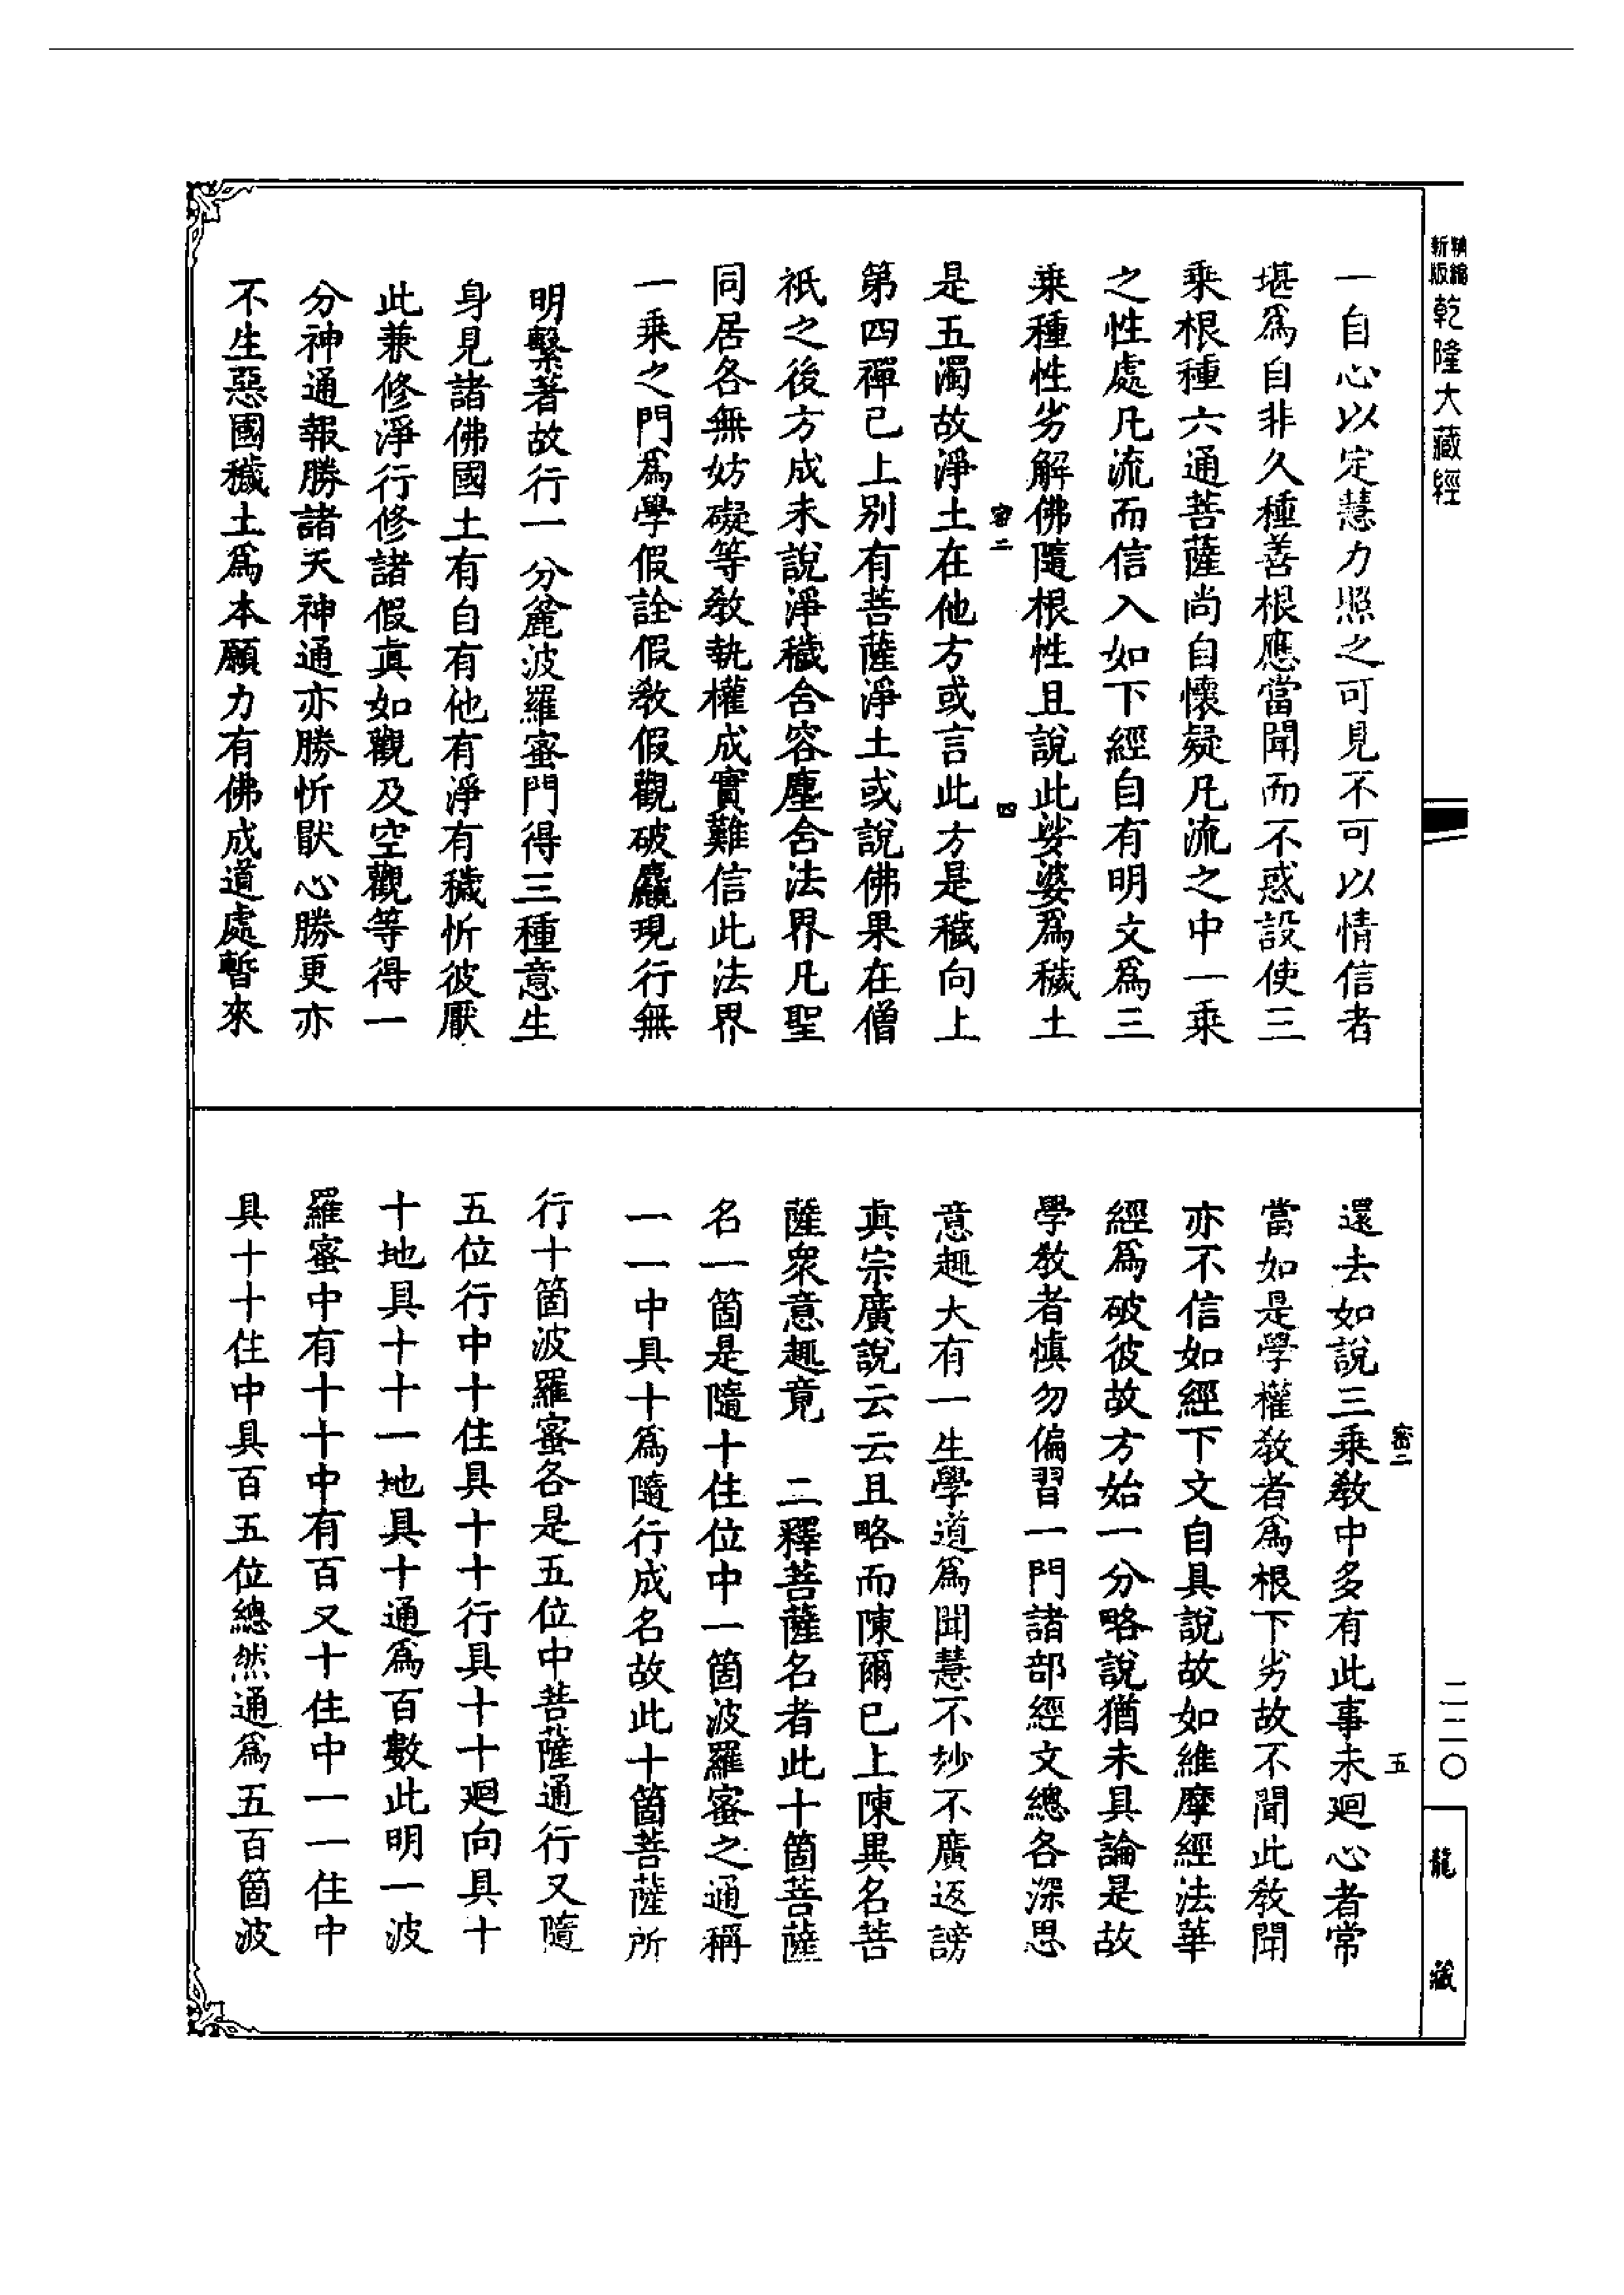 精縮新版乾隆大藏經
一自心以定慧力照之可見不可以情信者
堪為自非久種善根應當聞而不惑設使三
乘根種六通菩薩尚自懷疑凡流之中一乘
之性處凡流而信入如下經自有明文為三
乘種性劣解佛隨根性且說此娑婆為穢土
密二 四
是五濁故淨土在他方或言此方是穢向上
第四禪已上別有菩薩淨土或說佛果在僧
祇之後方成未說淨穢含容塵含法界凡聖
同居各無妨礙等教執權成實難信此法界
一乘之門為學假詮假教假觀破麤現行無
明繫著故行一分麁波羅蜜門得三種意生
身見諸佛國土有自有他有淨有穢忻彼厭
此兼修淨行修諸假真如觀及空觀等得一
分神通報勝諸天神通亦勝忻猒心勝更亦
不生惡國穢土為本願力有佛成道處暫來
密二 五
還去如說三乘教中多有此事未廻心者常
當如是學權教者為根下劣故不聞此教聞
亦不信如經下文自具說故如維摩經法華
經為破彼故方始一分略說猶未具論是故
學教者慎勿偏習一門諸部經文總各深思
意趣大有一生學道為聞慧不妙不廣返謗
真宗廣說云云且略而陳爾已上陳異名菩
薩眾意趣竟　二釋菩薩名者此十箇菩薩
名一箇是隨十住位中一箇波羅蜜之通稱
一一中具十為隨行成名故此十箇菩薩所
行十箇波羅蜜各是五位中菩薩通行又隨
五位行中十住具十十行具十十廻向具十
十地具十十一地具十通為百數此明一波
羅蜜中有十十中有百又十住中一一住中
具十十住中具百五位總然通為五百箇波
二二〇
龍藏